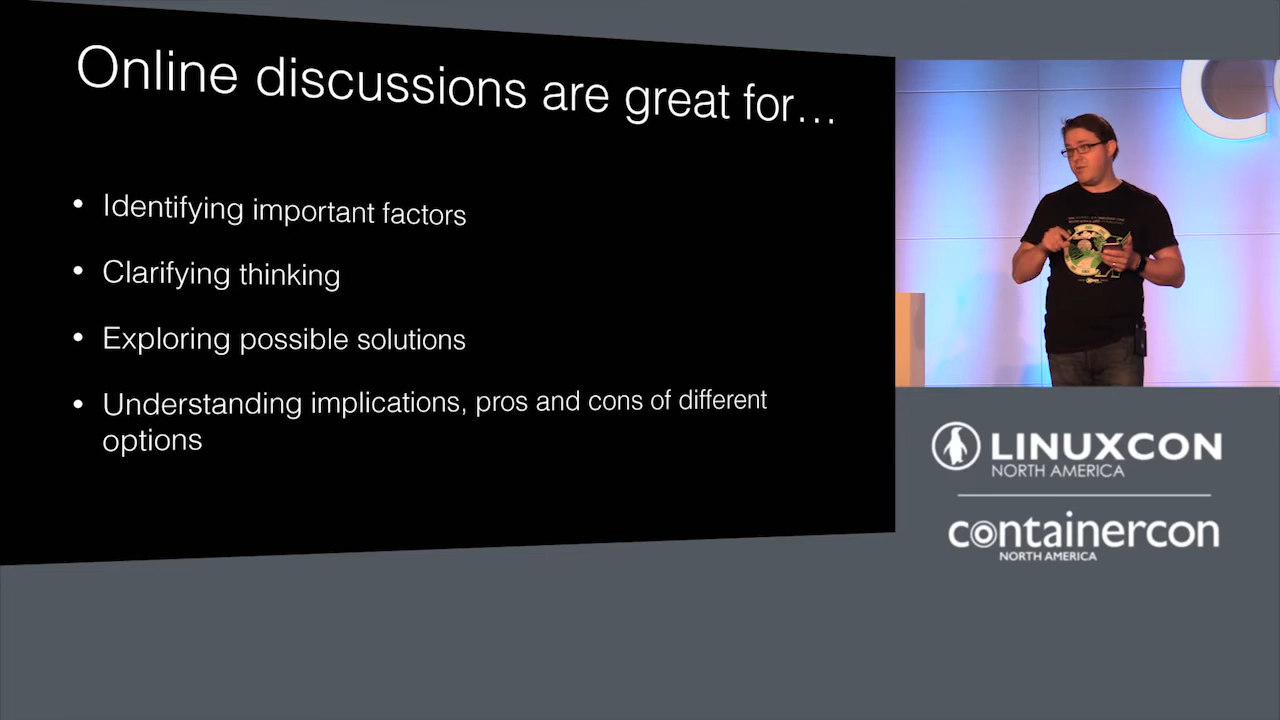 Online discussions are great for...
• Identifying important factors
• Clarifying thinking
• Exploring possible solutions
• Understanding implications, pros and cons of different
options
LINUXCON
NORTH AMERICA
containercon
NORTH AMERICA